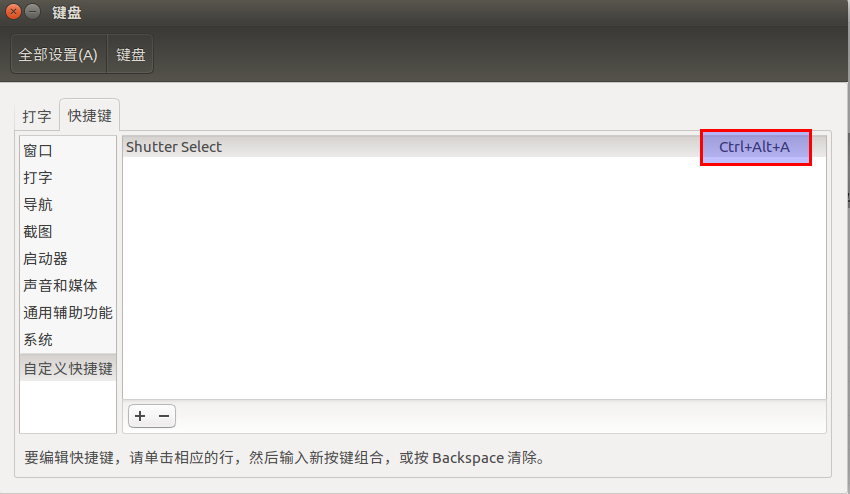 键盘
全部设置(A) 键盘
打字 快捷键
窗口
打字
导航
截图
启动器
声音和媒体
通用辅助功能
系统
自定义快捷键
Shutter Select Ctrl+Alt+A
要编辑快捷键，请单击相应的行，然后输入新按键组合，或按 Backspace 清除。